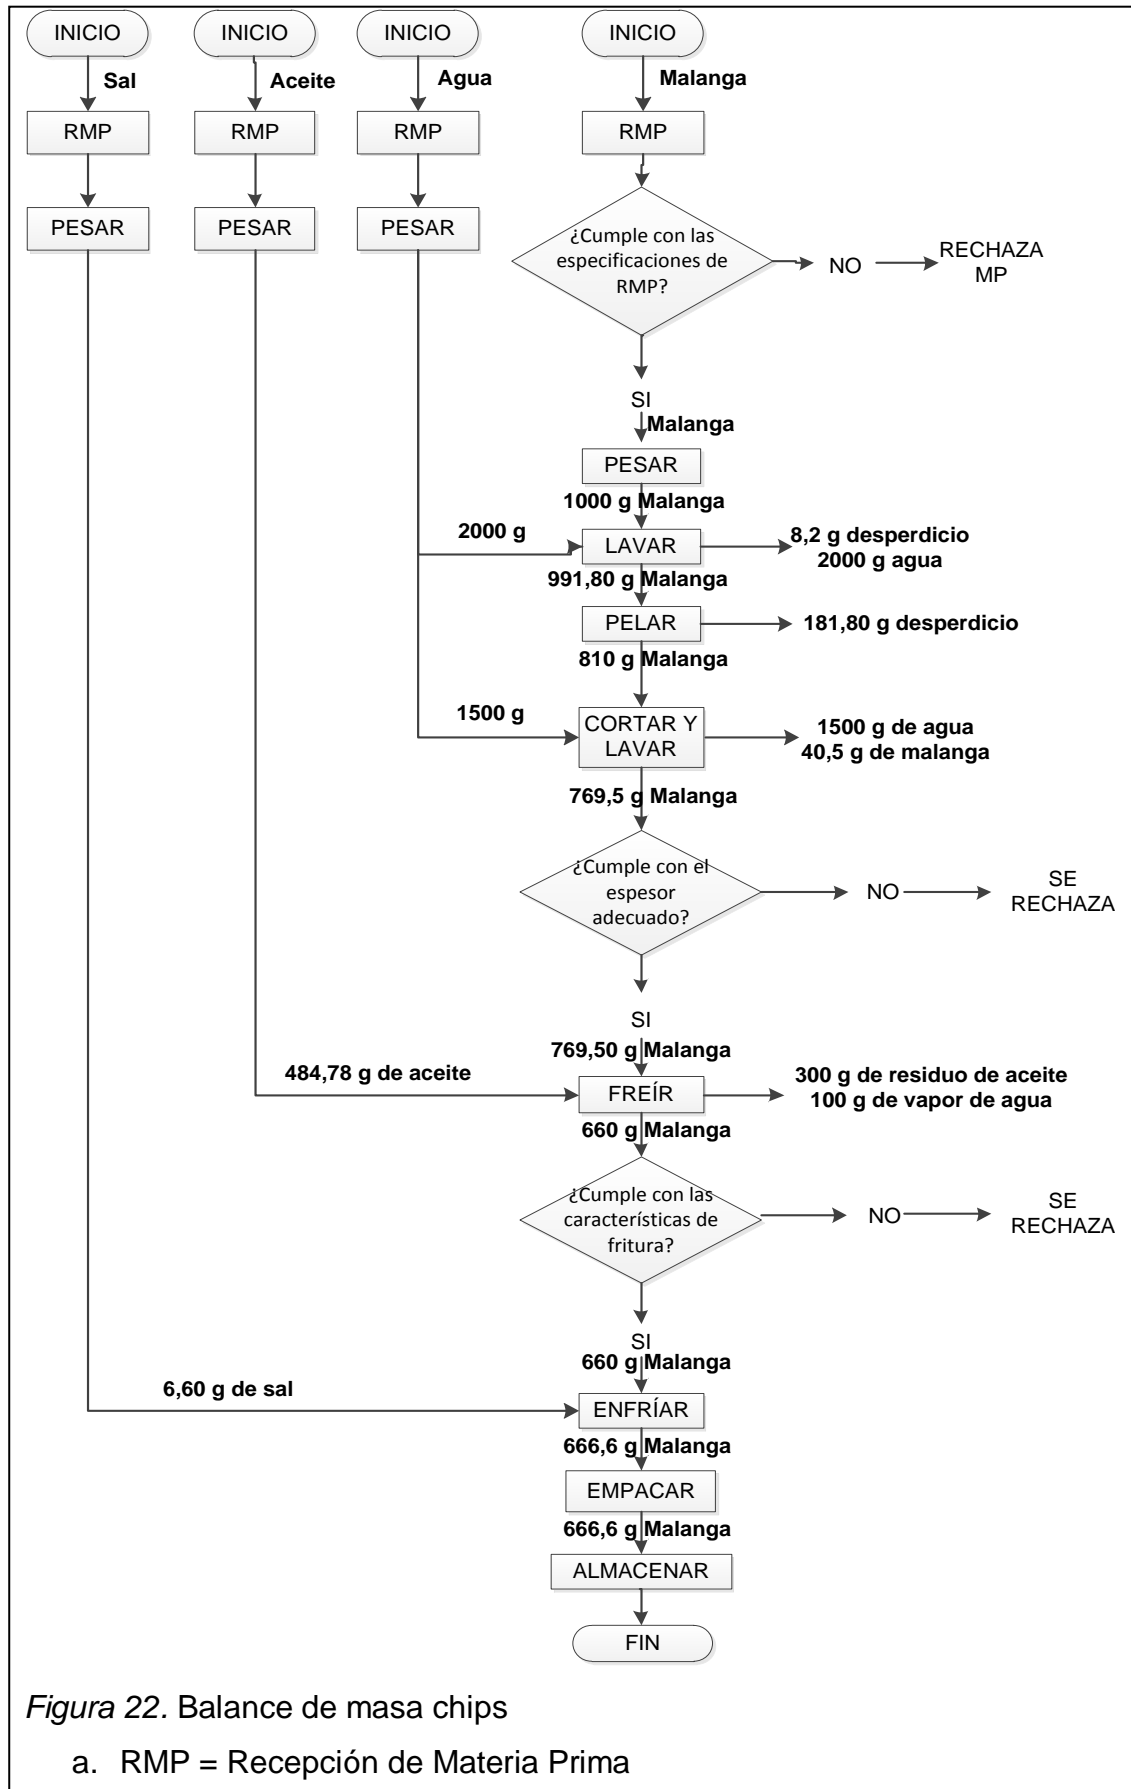 INICIO
INICIO
INICIO
INICIO
Sal
Aceite
Agua
Malanga
RMP
RMP
RMP
RMP
PESAR
PESAR
PESAR
¿Cumple con las
especificaciones de
RMP?
NO
RECHAZA
MP
SI
Malanga
PESAR
1000 g Malanga
2000 g
LAVAR
8,2 g desperdicio
2000 g agua
991,80 g Malanga
PELAR
181,80 g desperdicio
810 g Malanga
1500 g
CORTAR Y
LAVAR
1500 g de agua
40,5 g de malanga
769,5 g Malanga
¿Cumple con el
espesor
adecuado?
NO
SE
RECHAZA
SI
769,50 g Malanga
484,78 g de aceite
FREÍR
300 g de residuo de aceite
100 g de vapor de agua
660 g Malanga
¿Cumple con las
características de
fritura?
NO
SE
RECHAZA
SI
660 g Malanga
6,60 g de sal
ENFRÍAR
666,6 g Malanga
EMPACAR
666,6 g Malanga
ALMACENAR
FIN
Figura 22. Balance de masa chips
a. RMP = Recepción de Materia Prima